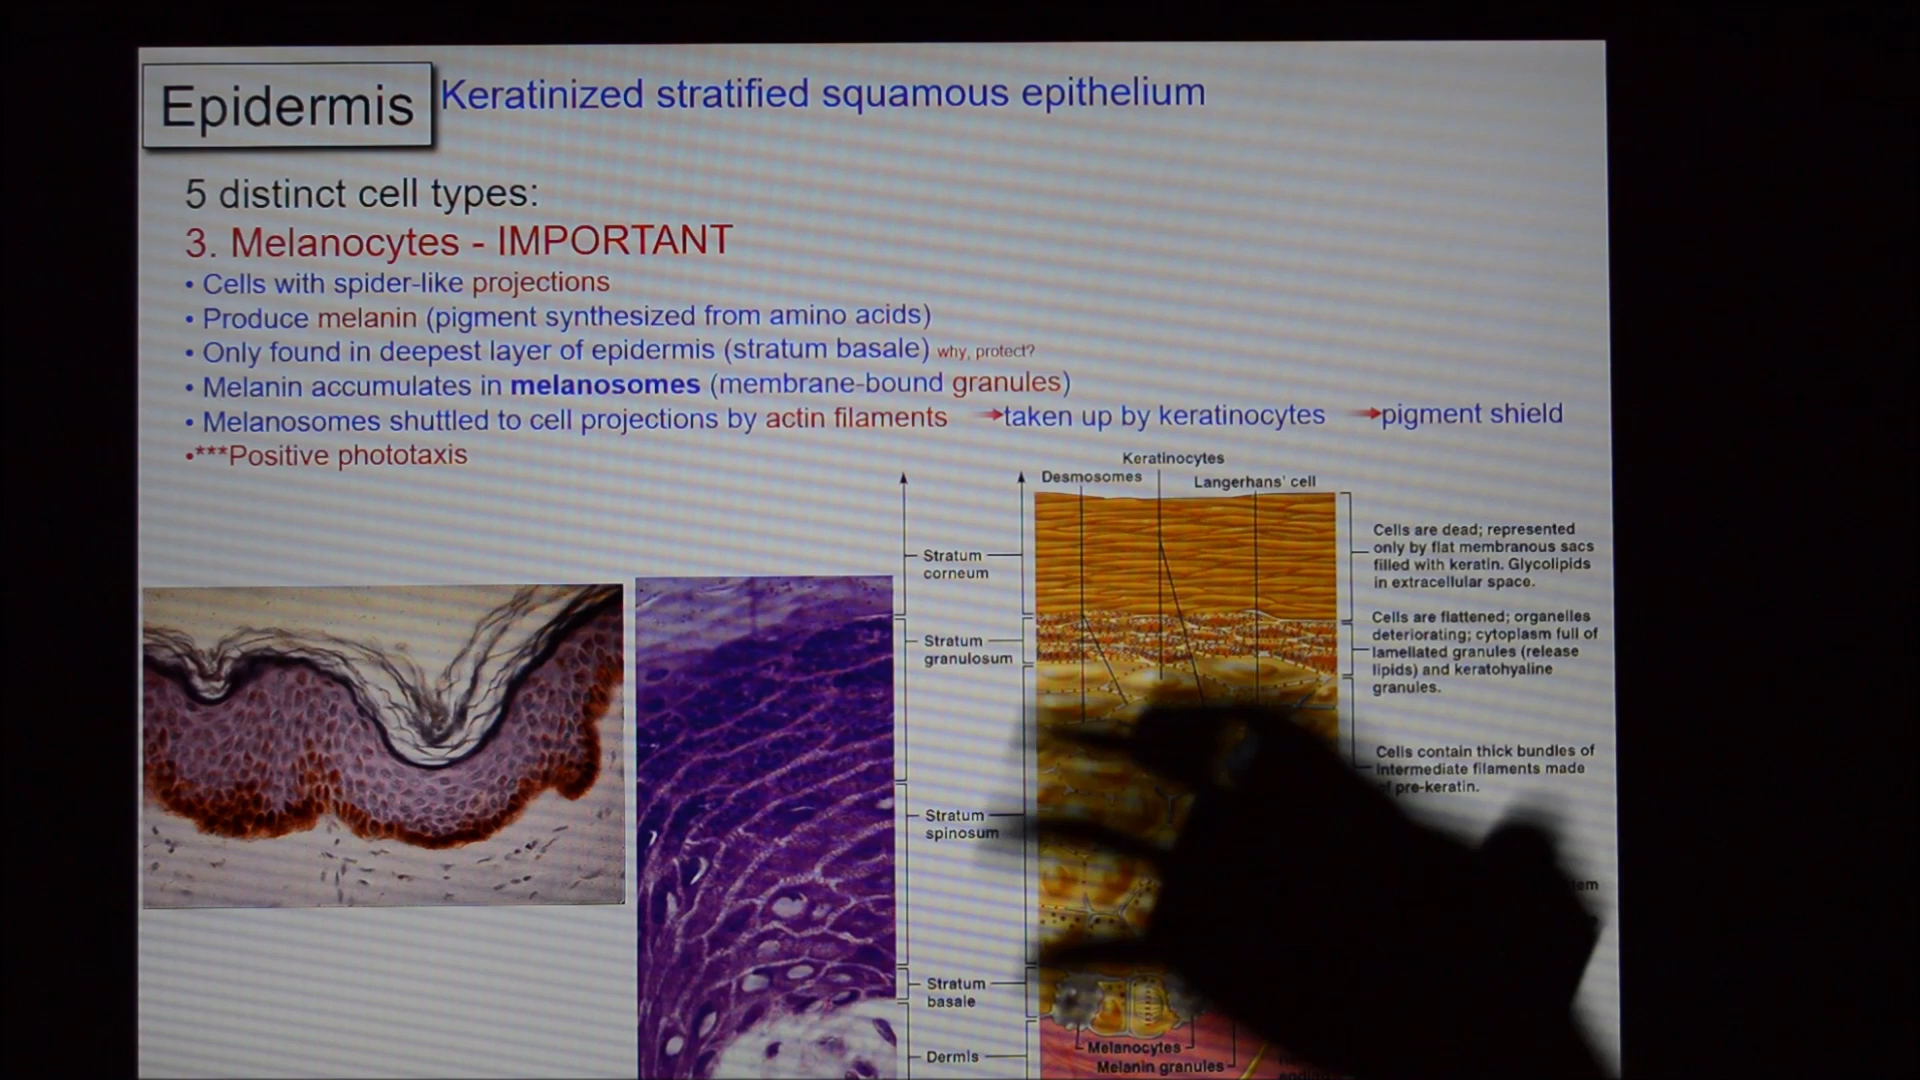 Epidermis
Keratinized stratified squamous epithelium
5 distinct cell types:
3. Melanocytes - IMPORTANT
• Cells with spider-like projections
• Produce melanin (pigment synthesized from amino acids)
• Only found in deepest layer of epidermis (stratum basale) why, protect?
• Melanin accumulates in melanosomes (membrane-bound granules)
• Melanosomes shuttled to cell projections by actin filaments → taken up by keratinocytes → pigment shield
•***Positive phototaxis
Keratinocytes
Desmosomes
Langerhans' cell
Stratum
corneum
Cells are dead; represented
only by flat membranous sacs
filled with keratin. Glycolipids
in extracellular space.
Stratum
granulosum
Cells are flattened; organelles
deteriorating; cytoplasm full of
lamellated granules (release
lipids) and keratohyaline
granules.
Stratum
spinosum
Cells contain thick bundles of
intermediate filaments made
of pre-keratin.
Stratum
basale
Dermis
Melanocytes
Melanin granules